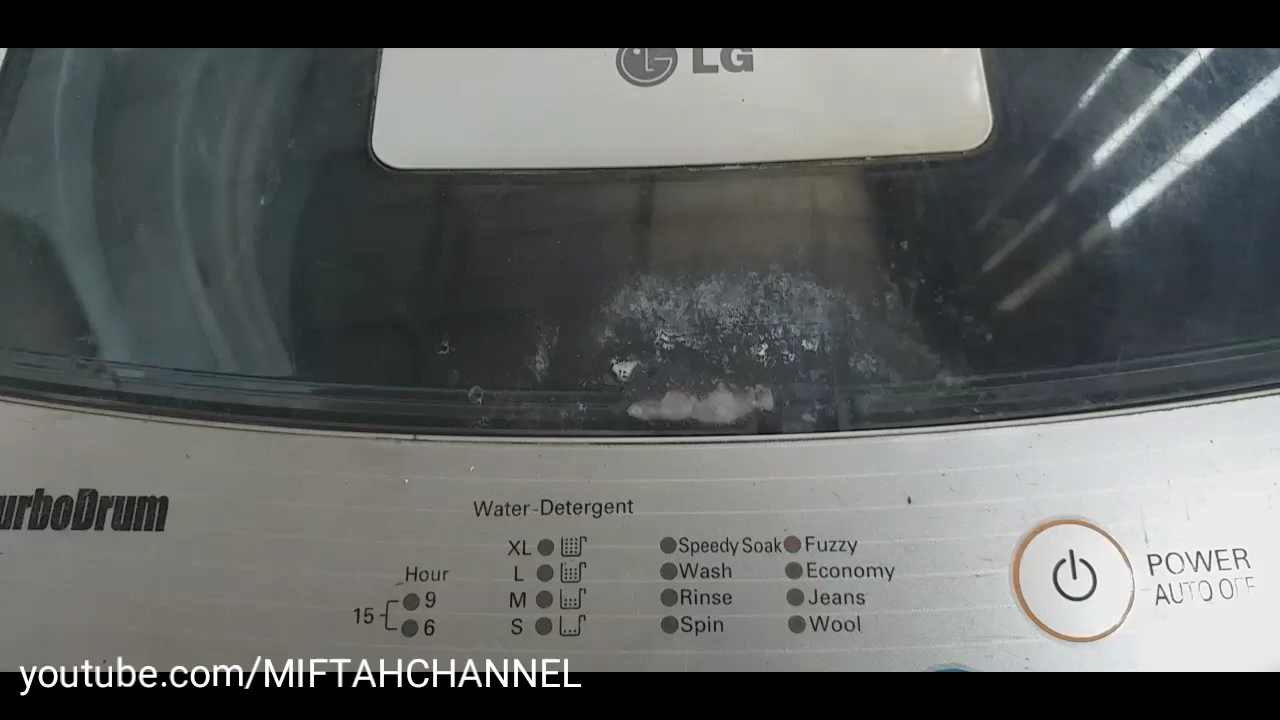 LG
urboDrum
Water-Detergent
XL
L
M
S
Hour
15
9
6
Speedy Soak
Wash
Rinse
Spin
Fuzzy
Economy
Jeans
Wool
POWER
AUTO OFF
youtube.com/MIFTAHCHANNEL